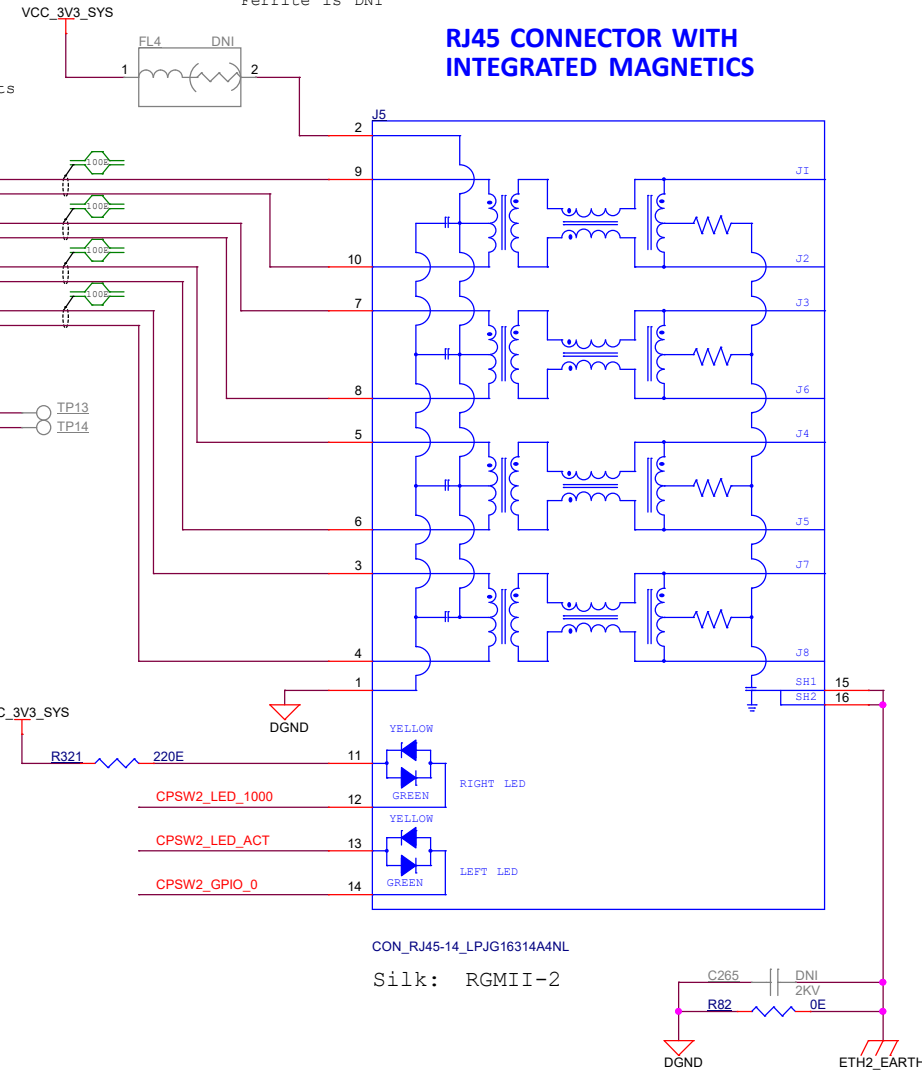 Ferrite is DNI
VCC_3V3_SYS
RJ45 CONNECTOR WITH
INTEGRATED MAGNETICS
FL4 DNI
1 2
ts
J5
2
9 J1
100E
100E
10 J2
100E
7 J3
100E
8 J6
TP13
TP14
5 J4
6 J5
3 J7
4 J8
1 SH1 15
SH2 16
DGND
C_3V3_SYS
YELLOW
R321 220E 11
RIGHT LED
GREEN
CPSW2_LED_1000 12
YELLOW
CPSW2_LED_ACT 13
LEFT LED
GREEN
CPSW2_GPIO_0 14
CON_RJ45-14_LPJG16314A4NL
Silk: RGMII-2
C265 DNI
2KV
R82 0E
DGND
ETH2_EARTH